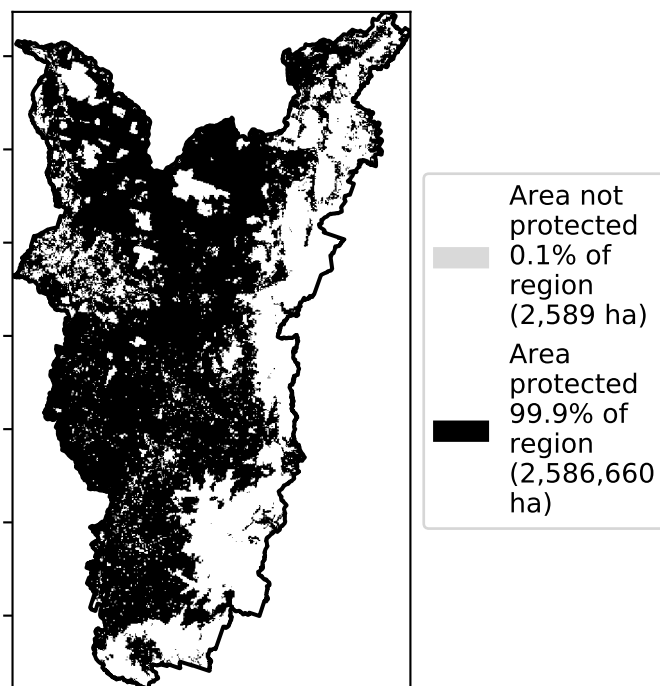 Area not
protected
0.1% of
region
(2,589 ha)
Area
protected
99.9% of
region
(2,586,660
ha)